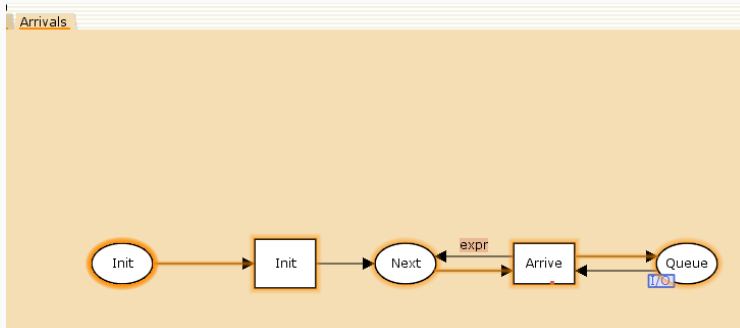 Arrivals
expr
Init
Init
Next
Arrive
Queue
I/O